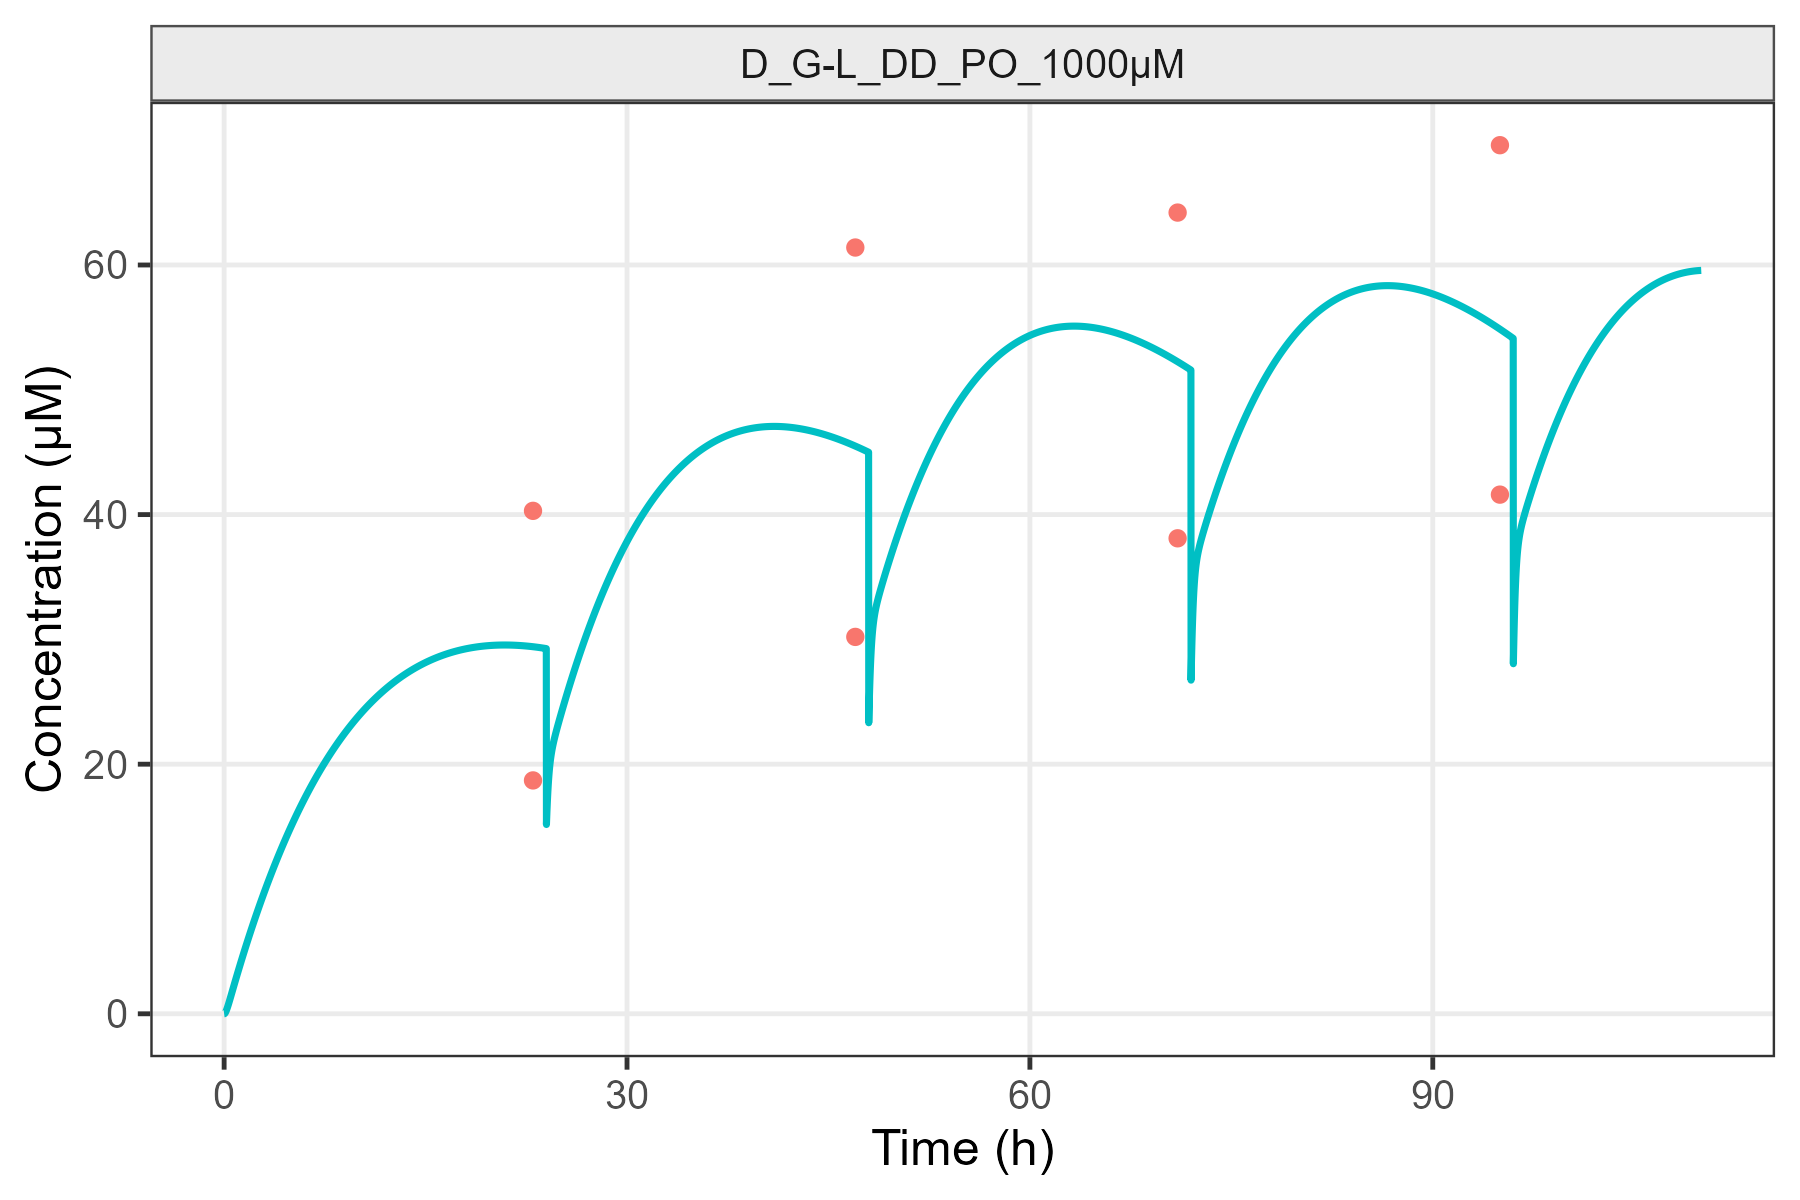 D_G-L_DD_PO_1000μM
Concentration (μM)
60
40
20
0
0 30 60 90
Time (h)